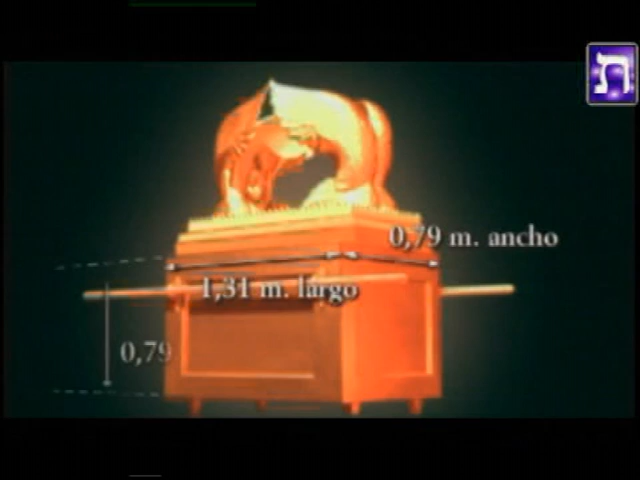 ת
0,79 m. ancho
1,31 m. largo
0,79